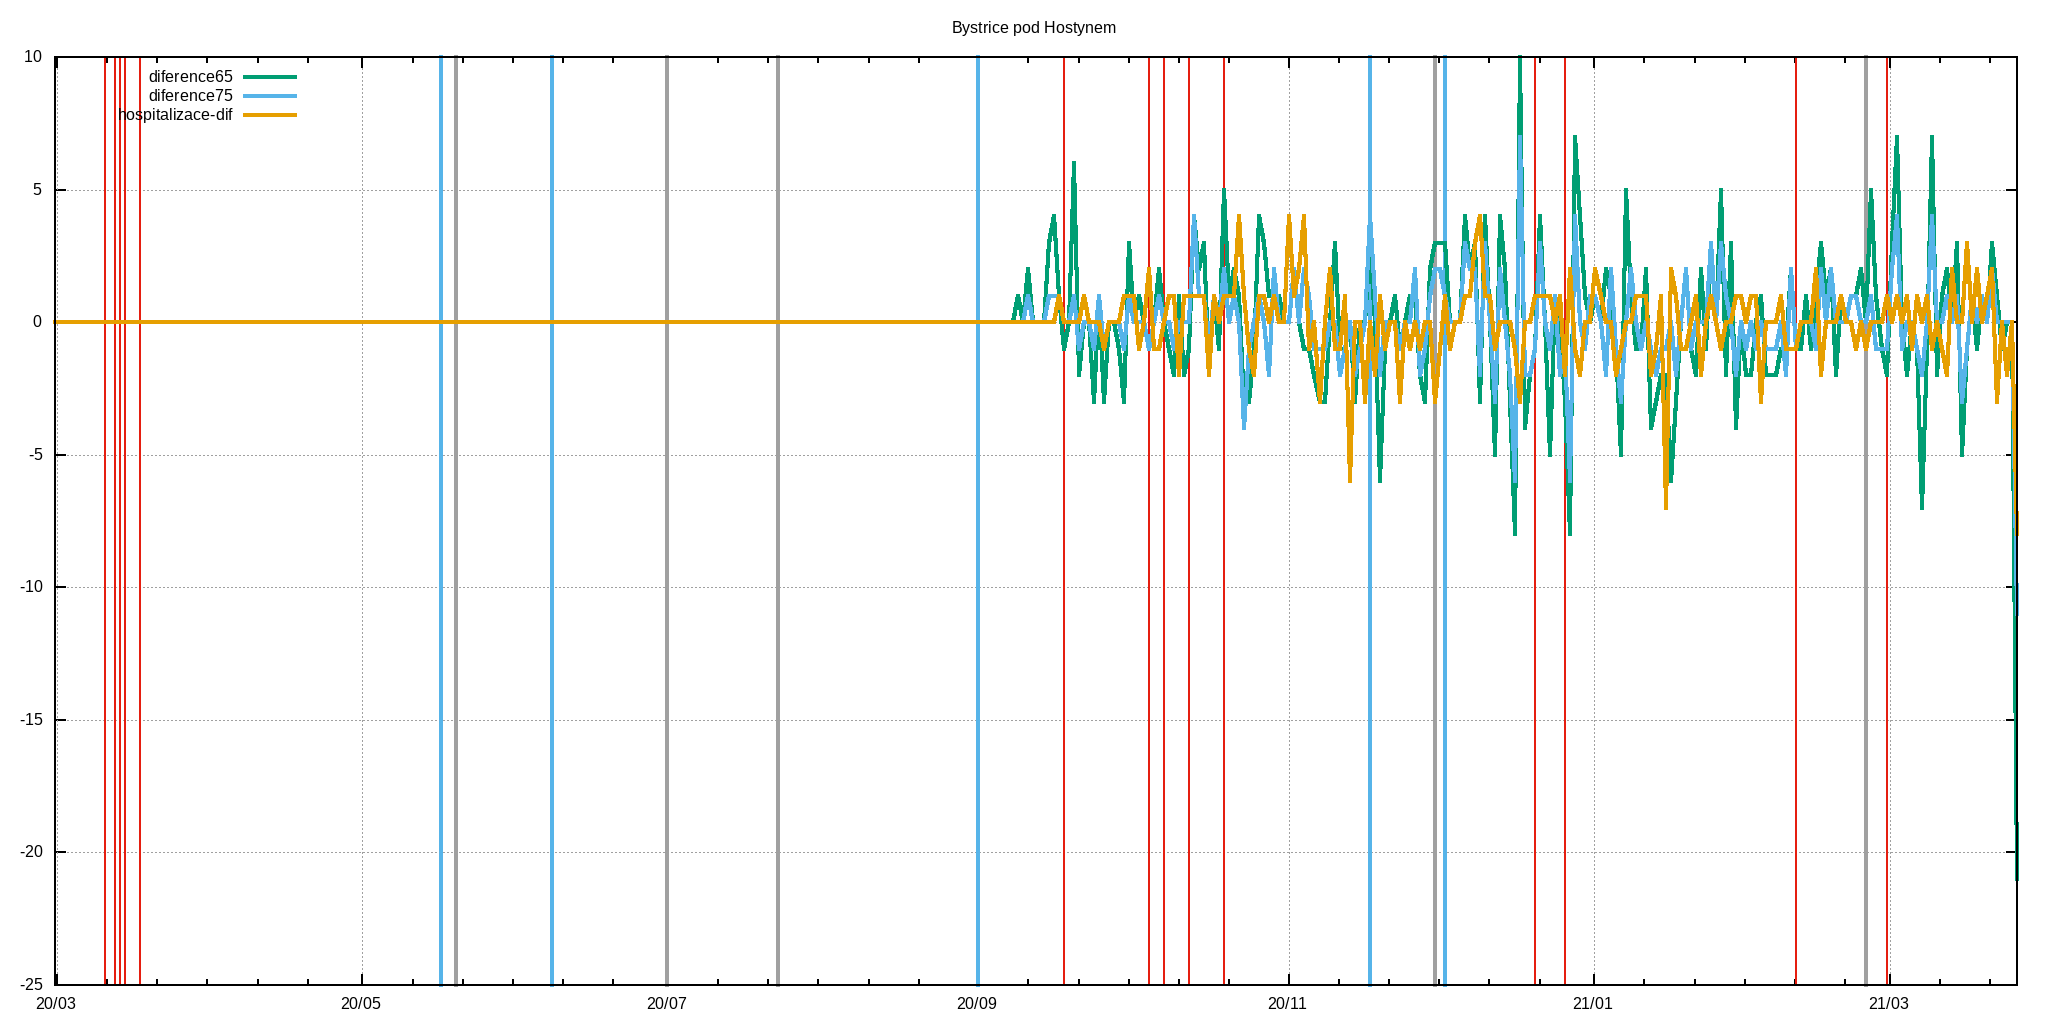 Bystrice pod Hostynem
10
diference65
diference75
hospitalizace-dif
5
0
-5
-10
-15
-20
-25
20/03 20/05 20/07 20/09 20/11 21/01 21/03